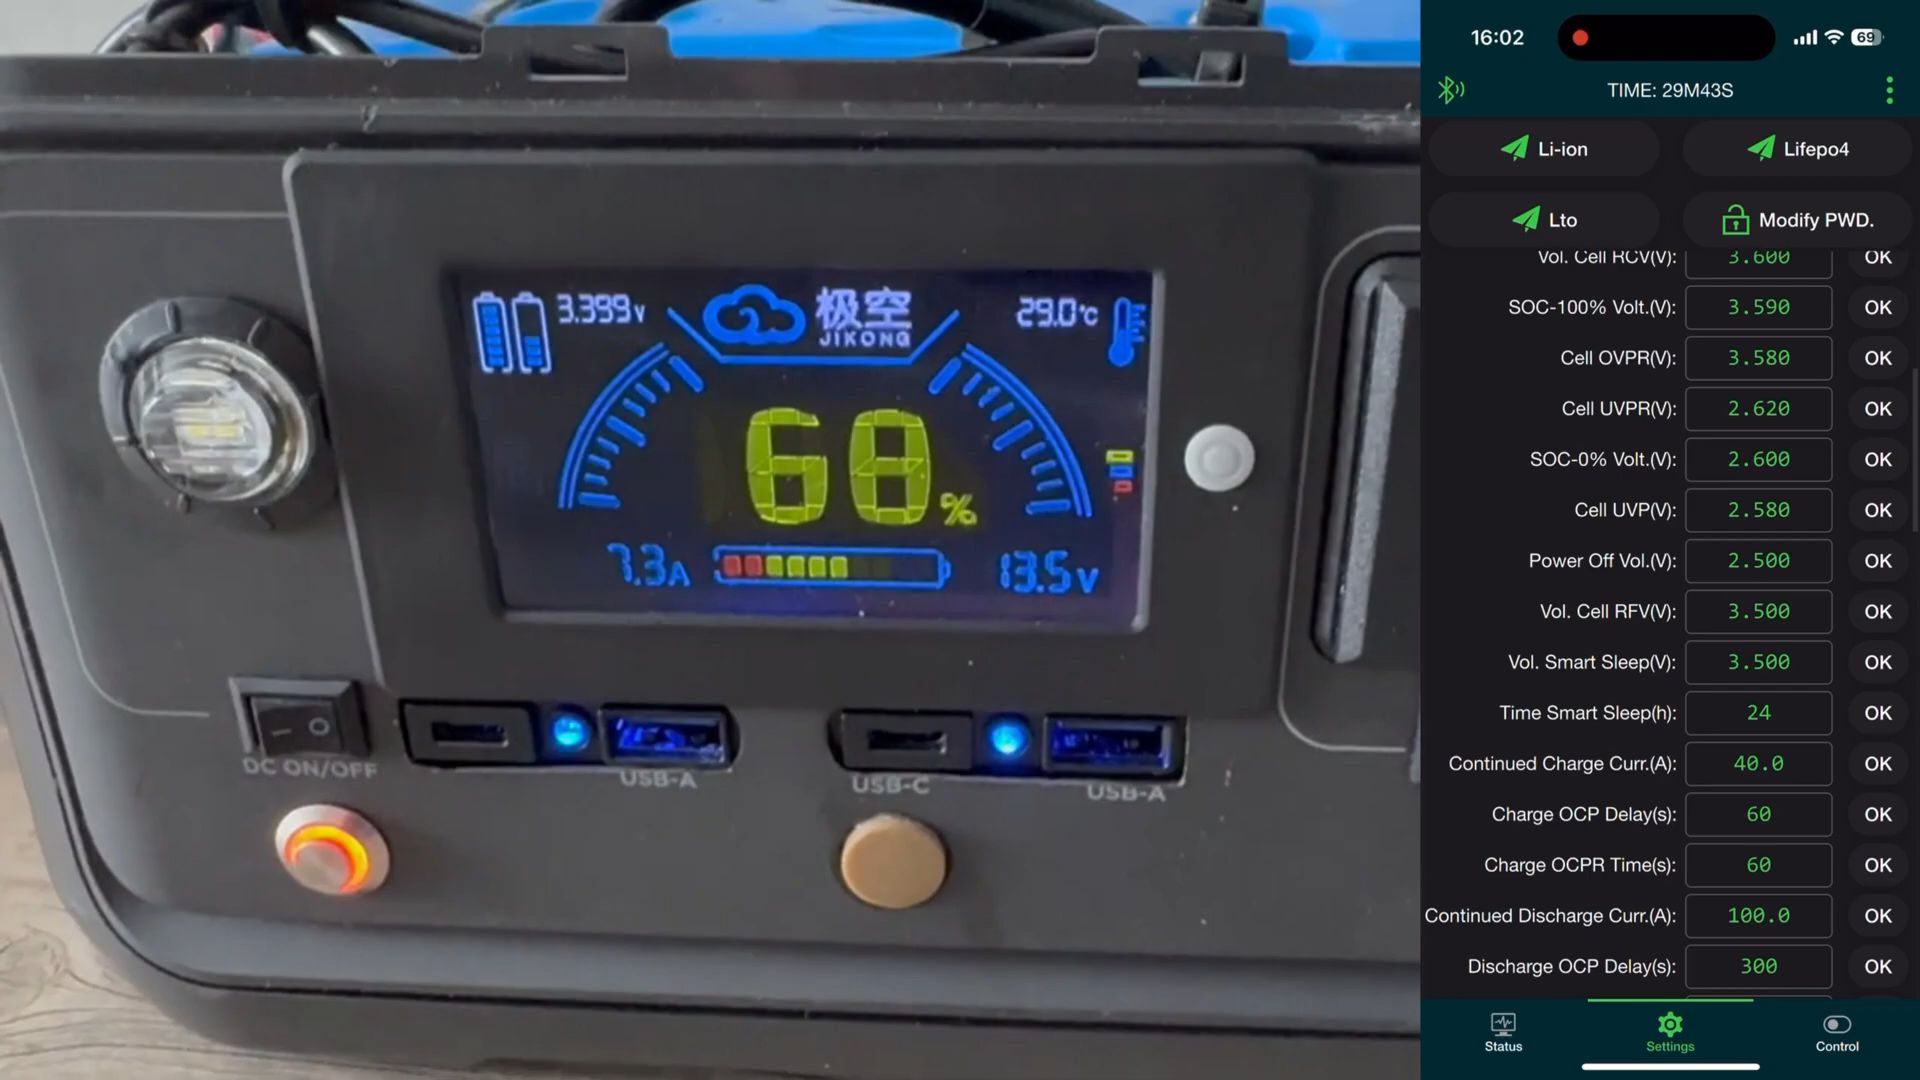 3.399V
极空
JIKONG
29.0°C
68%
7.3A
13.5V
DC ON/OFF
USB-A
USB-C
USB-A
16:02
69
TIME: 29M43S
Li-ion
Lifepo4
Lto
Modify PWD.
Vol. Cell RCV(V): 3.600 OK
SOC-100% Volt.(V): 3.590 OK
Cell OVPR(V): 3.580 OK
Cell UVPR(V): 2.620 OK
SOC-0% Volt.(V): 2.600 OK
Cell UVP(V): 2.580 OK
Power Off Vol.(V): 2.500 OK
Vol. Cell RFV(V): 3.500 OK
Vol. Smart Sleep(V): 3.500 OK
Time Smart Sleep(h): 24 OK
Continued Charge Curr.(A): 40.0 OK
Charge OCP Delay(s): 60 OK
Charge OCPR Time(s): 60 OK
Continued Discharge Curr.(A): 100.0 OK
Discharge OCP Delay(s): 300 OK
Status
Settings
Control